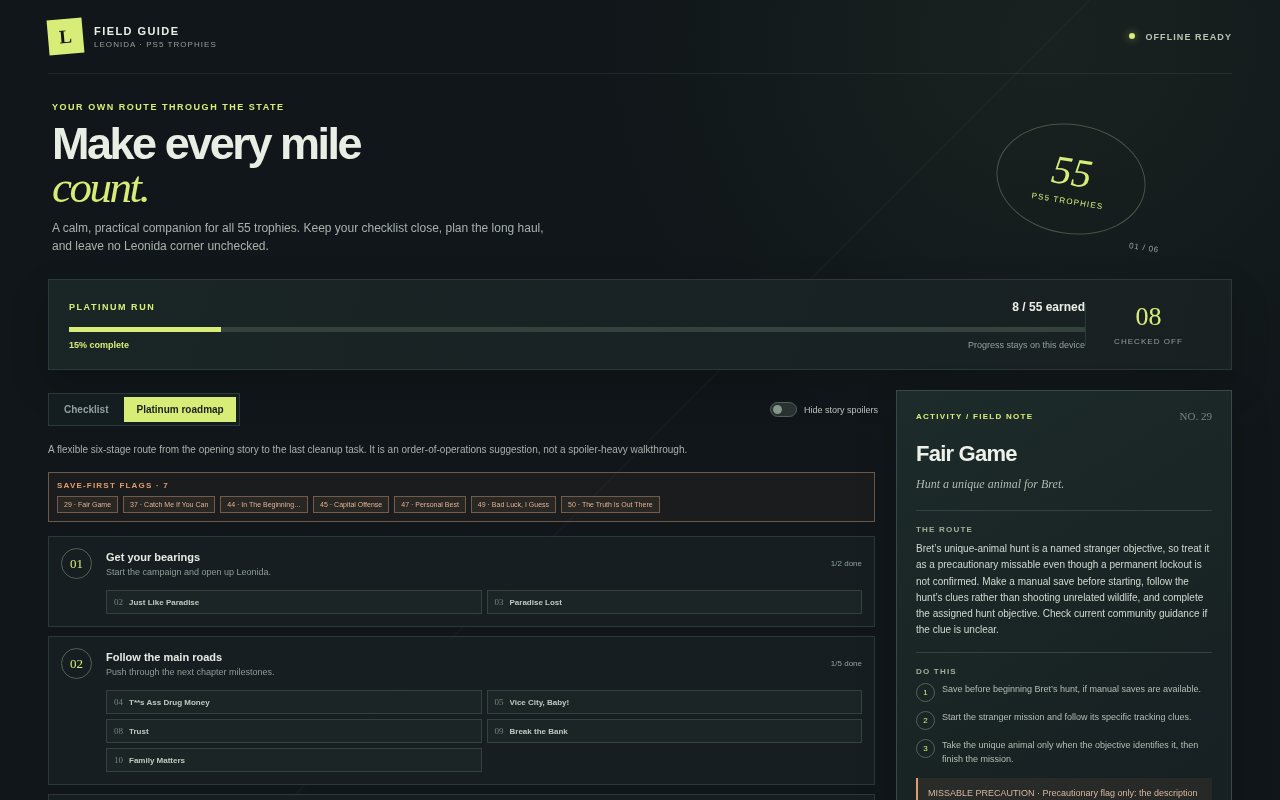 L
FIELD GUIDE
LEONIDA · PS5 TROPHIES
OFFLINE READY
YOUR OWN ROUTE THROUGH THE STATE
Make every mile
count.
A calm, practical companion for all 55 trophies. Keep your checklist close, plan the long haul,
and leave no Leonida corner unchecked.
55
PS5 TROPHIES
01 / 06
PLATINUM RUN
8 / 55 earned
15% complete
Progress stays on this device
08
CHECKED OFF
Checklist
Platinum roadmap
Hide story spoilers
A flexible six-stage route from the opening story to the last cleanup task. It is an order-of-operations suggestion, not a spoiler-heavy walkthrough.
SAVE-FIRST FLAGS · 7
29 · Fair Game
37 · Catch Me If You Can
44 · In The Beginning...
45 · Capital Offense
47 · Personal Best
49 · Bad Luck, I Guess
50 · The Truth Is Out There
01
Get your bearings
Start the campaign and open up Leonida.
1/2 done
02 Just Like Paradise
03 Paradise Lost
02
Follow the main roads
Push through the next chapter milestones.
1/5 done
04 T**s Ass Drug Money
05 Vice City, Baby!
08 Trust
09 Break the Bank
10 Family Matters
ACTIVITY / FIELD NOTE
NO. 29
Fair Game
Hunt a unique animal for Bret.
THE ROUTE
Bret's unique-animal hunt is a named stranger objective, so treat it
as a precautionary missable even though a permanent lockout is
not confirmed. Make a manual save before starting, follow the
hunt's clues rather than shooting unrelated wildlife, and complete
the assigned hunt objective. Check current community guidance if
the clue is unclear.
DO THIS
1 Save before beginning Bret's hunt, if manual saves are available.
2 Start the stranger mission and follow its specific tracking clues.
3 Take the unique animal only when the objective identifies it, then
finish the mission.
MISSABLE PRECAUTION · Precautionary flag only: the description